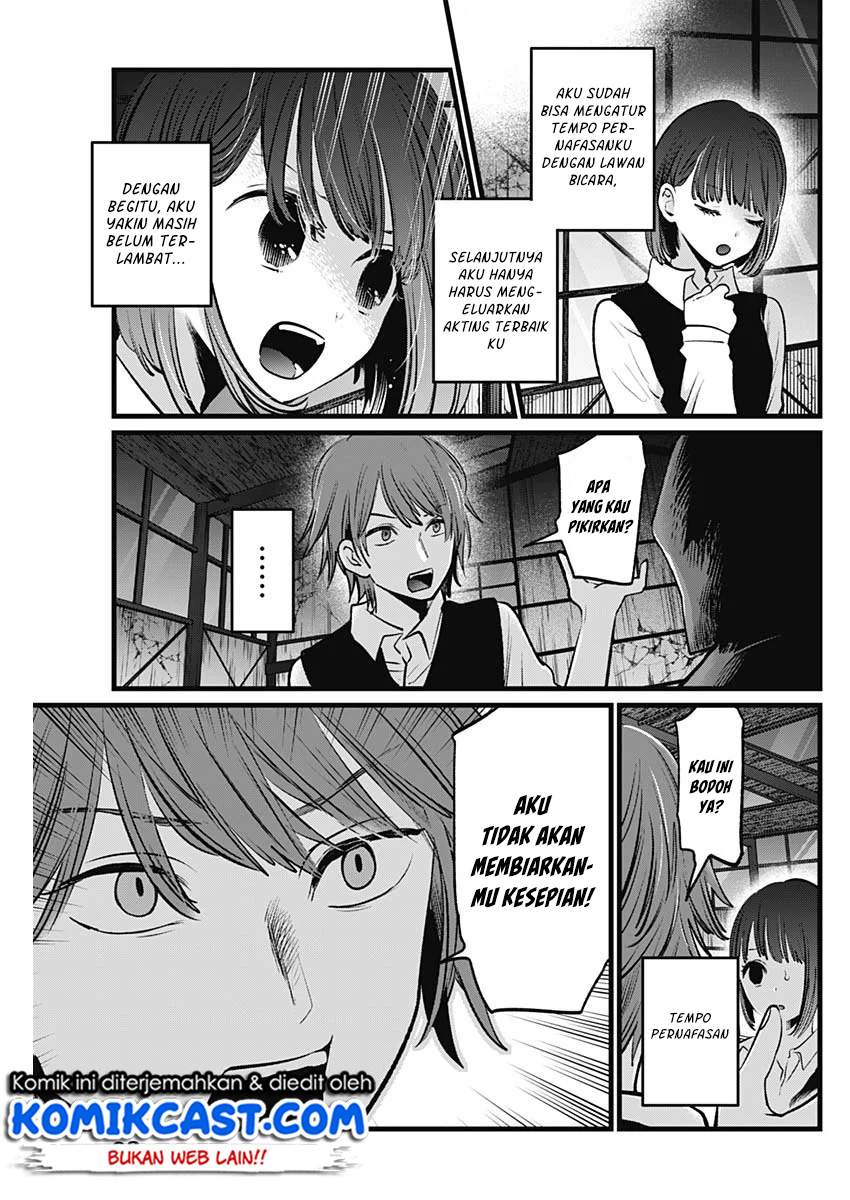 AKU SUDAH
BISA MENGATUR
TEMPO PER-
NAFASANKU
DENGAN LAWAN
BICARA,
SELANJUTNYA
AKU HANYA
HARUS MENG-
ELUARKAN
AKTING TERBAIK
KU
DENGAN
BEGITU, AKU
YAKIN MASIH
BELUM TER-
LAMBAT...
APA
YANG KAU
PIKIRKAN?
......
KAU INI
BODOH
YA?
TEMPO
PERNAFASAN
AKU
TIDAK AKAN
MEMBIARKAN-
MU KESEPIAN!
Komik ini diterjemahkan & diedit oleh
KOMIKCAST.COM
BUKAN WEB LAIN!!